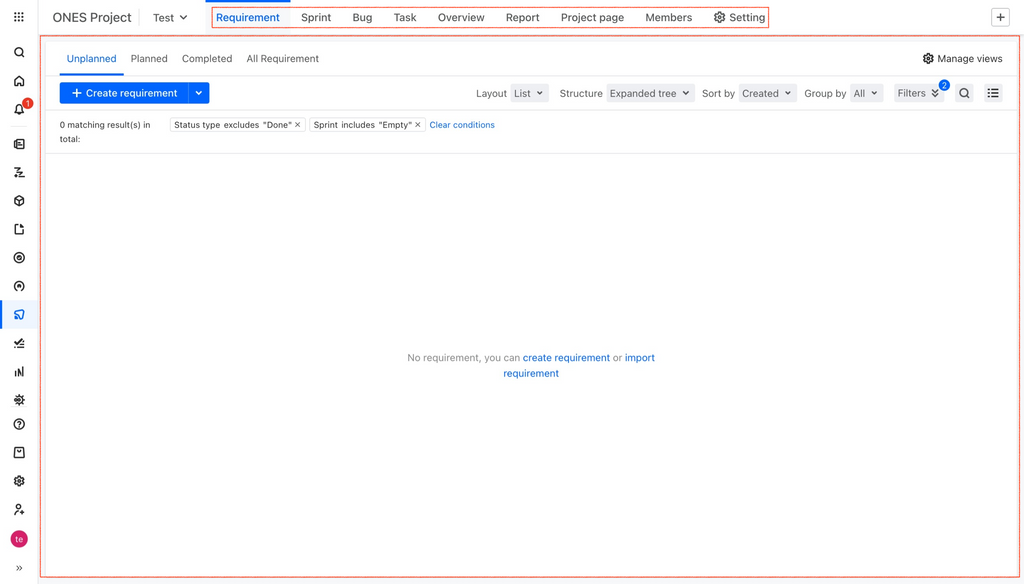 ONES Project Test Requirement Sprint Bug Task Overview Report Project page Members Setting
Unplanned Planned Completed All Requirement Manage views
1
Create requirement Layout List Structure Expanded tree Sort by Created Group by All Filters 2
0 matching result(s) in Status type excludes "Done" × Sprint includes "Empty" × Clear conditions
total:
No requirement, you can create requirement or import
requirement
te